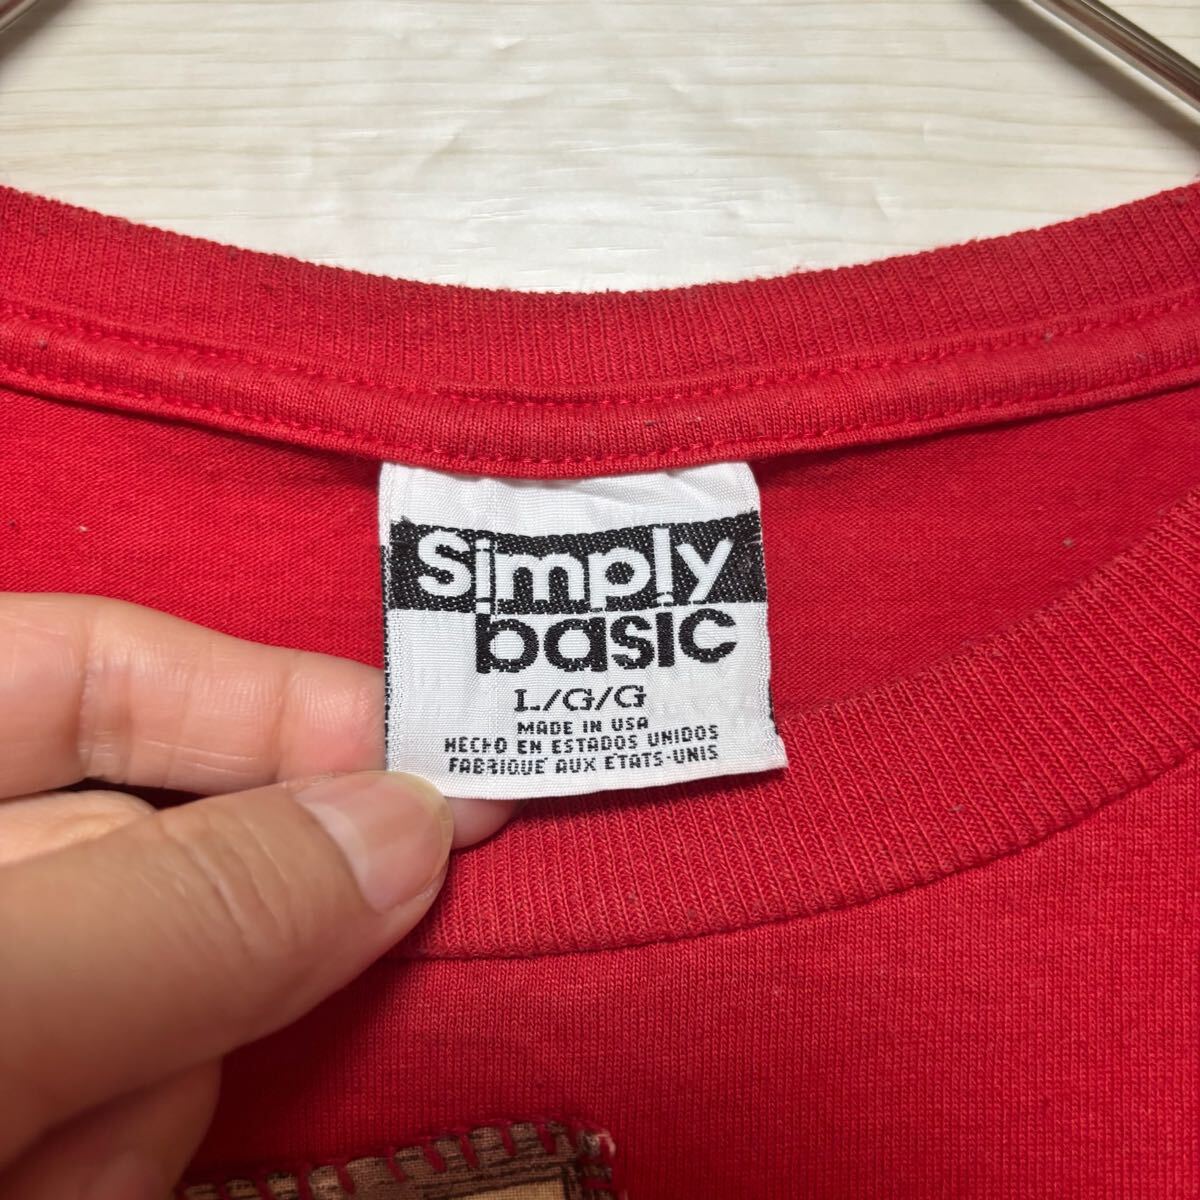 Simply
basic
L/G/G
MADE IN USA
HECHO EN ESTADOS UNIDOS
FABRIQUE AUX ETATS-UNIS